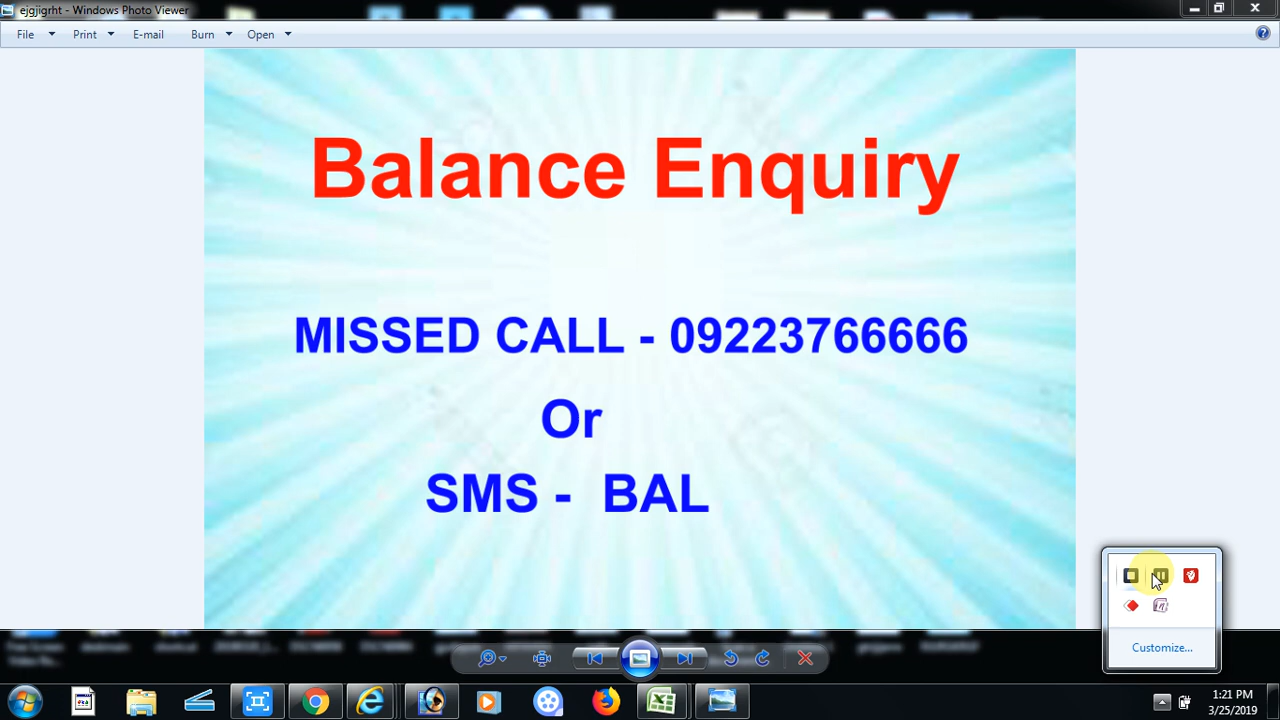 ejgjigrht - Windows Photo Viewer
File Print E-mail Burn Open
Balance Enquiry
MISSED CALL - 09223766666
Or
SMS - BAL
Customize...
1:21 PM
3/25/2019